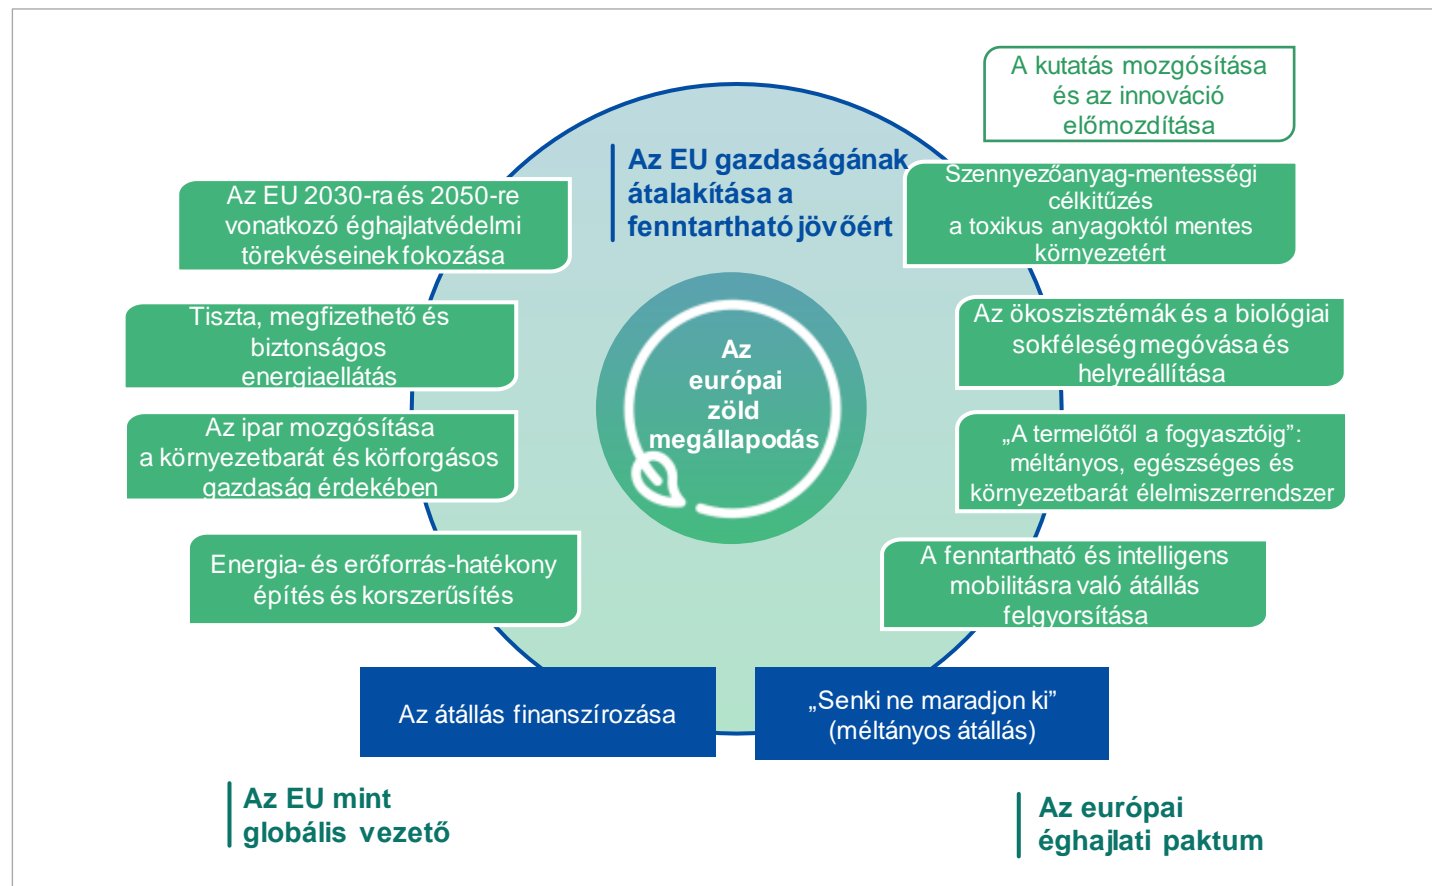 A kutatás mozgósítása
és az innováció
előmozdítása
Az EU gazdaságának
átalakítása a
fenntartható jövőért
Az EU 2030-ra és 2050-re
vonatkozó éghajlatvédelmi
törekvéseinek fokozása
Szennyezőanyag-mentességi
célkitűzés
a toxikus anyagoktól mentes
környezetért
Tiszta, megfizethető és
biztonságos
energiaellátás
Az ökoszisztémák és a biológiai
sokféleség megóvása és
helyreállítása
Az
európai
zöld
megállapodás
Az ipar mozgósítása
a környezetbarát és körforgásos
gazdaság érdekében
„A termelőtől a fogyasztóig”:
méltányos, egészséges és
környezetbarát élelmiszerrendszer
Energia- és erőforrás-hatékony
építés és korszerűsítés
A fenntartható és intelligens
mobilitásra való átállás
felgyorsítása
Az átállás finanszírozása
„Senki ne maradjon ki”
(méltányos átállás)
Az EU mint
globális vezető
Az európai
éghajlati paktum